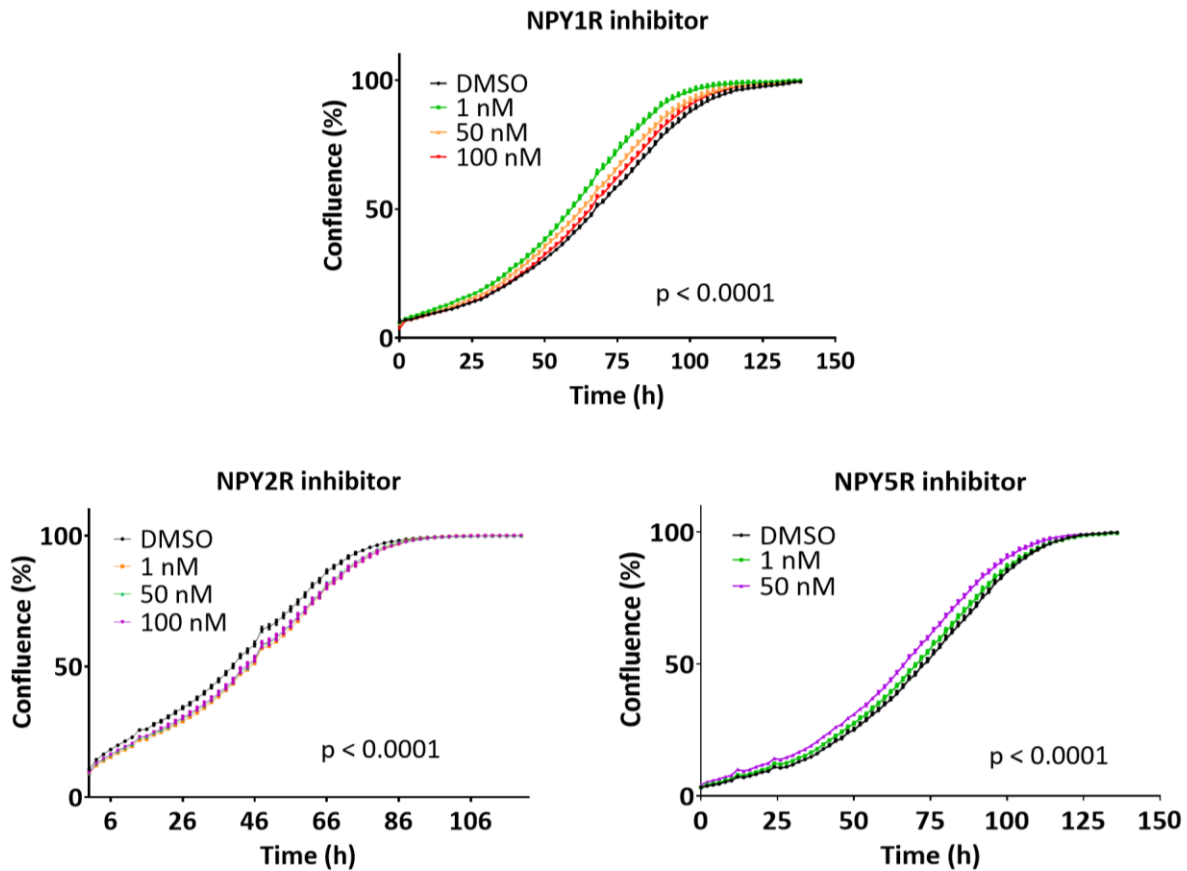 NPY1R inhibitor
DMSO
1 nM
50 nM
100 nM
Confluence (%)
100
50
0
p < 0.0001
0 25 50 75 100 125 150
Time (h)
NPY2R inhibitor
DMSO
1 nM
50 nM
100 nM
Confluence (%)
100
50
0
p < 0.0001
6 26 46 66 86 106
Time (h)
NPY5R inhibitor
DMSO
1 nM
50 nM
Confluence (%)
100
50
0
p < 0.0001
0 25 50 75 100 125 150
Time (h)